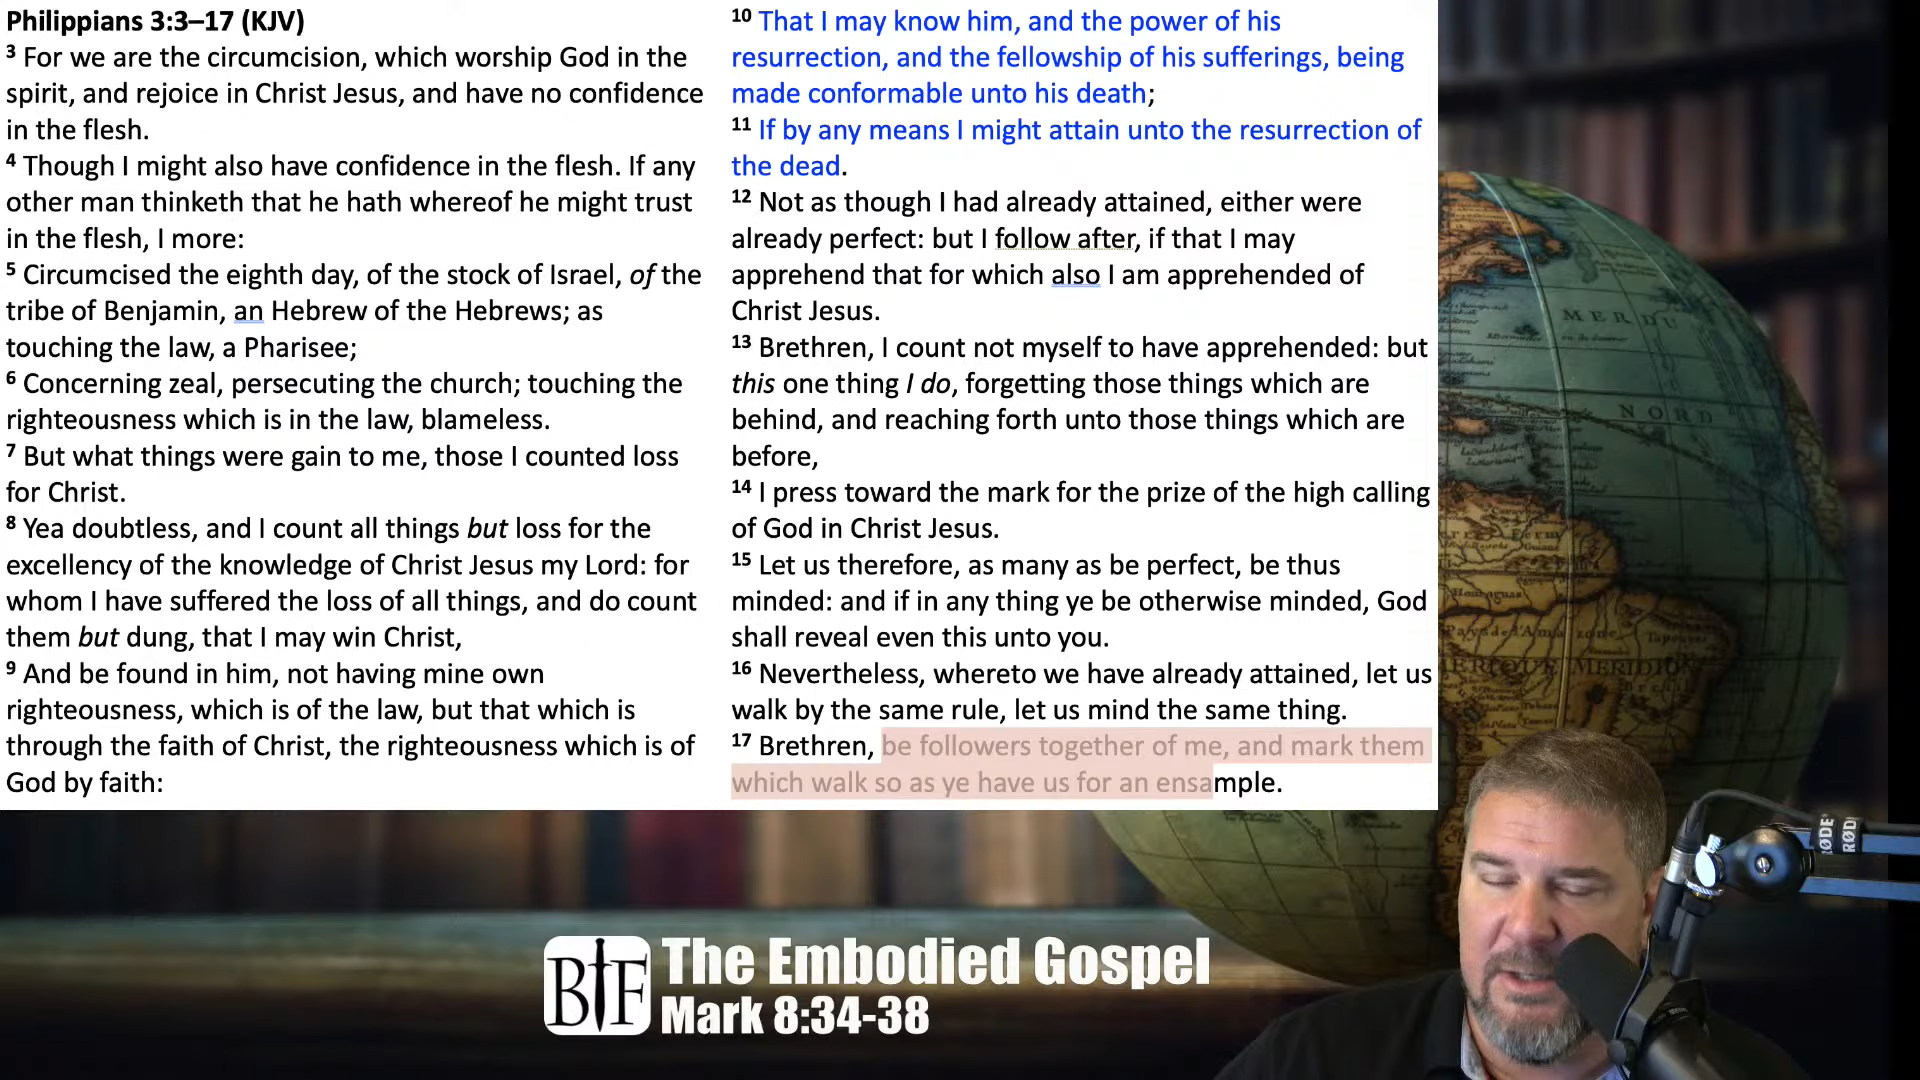 Philippians 3:3–17 (KJV)
3 For we are the circumcision, which worship God in the
spirit, and rejoice in Christ Jesus, and have no confidence
in the flesh.
4 Though I might also have confidence in the flesh. If any
other man thinketh that he hath whereof he might trust
in the flesh, I more:
5 Circumcised the eighth day, of the stock of Israel, of the
tribe of Benjamin, an Hebrew of the Hebrews; as
touching the law, a Pharisee;
6 Concerning zeal, persecuting the church; touching the
righteousness which is in the law, blameless.
7 But what things were gain to me, those I counted loss
for Christ.
8 Yea doubtless, and I count all things but loss for the
excellency of the knowledge of Christ Jesus my Lord: for
whom I have suffered the loss of all things, and do count
them but dung, that I may win Christ,
9 And be found in him, not having mine own
righteousness, which is of the law, but that which is
through the faith of Christ, the righteousness which is of
God by faith:
10 That I may know him, and the power of his
resurrection, and the fellowship of his sufferings, being
made conformable unto his death;
11 If by any means I might attain unto the resurrection of
the dead.
12 Not as though I had already attained, either were
already perfect: but I follow after, if that I may
apprehend that for which also I am apprehended of
Christ Jesus.
13 Brethren, I count not myself to have apprehended: but
this one thing I do, forgetting those things which are
behind, and reaching forth unto those things which are
before,
14 I press toward the mark for the prize of the high calling
of God in Christ Jesus.
15 Let us therefore, as many as be perfect, be thus
minded: and if in any thing ye be otherwise minded, God
shall reveal even this unto you.
16 Nevertheless, whereto we have already attained, let us
walk by the same rule, let us mind the same thing.
17 Brethren, be followers together of me, and mark them
which walk so as ye have us for an ensample.
MERDU
NORD
RØDE
RØD
BTF
The Embodied Gospel
Mark 8:34-38